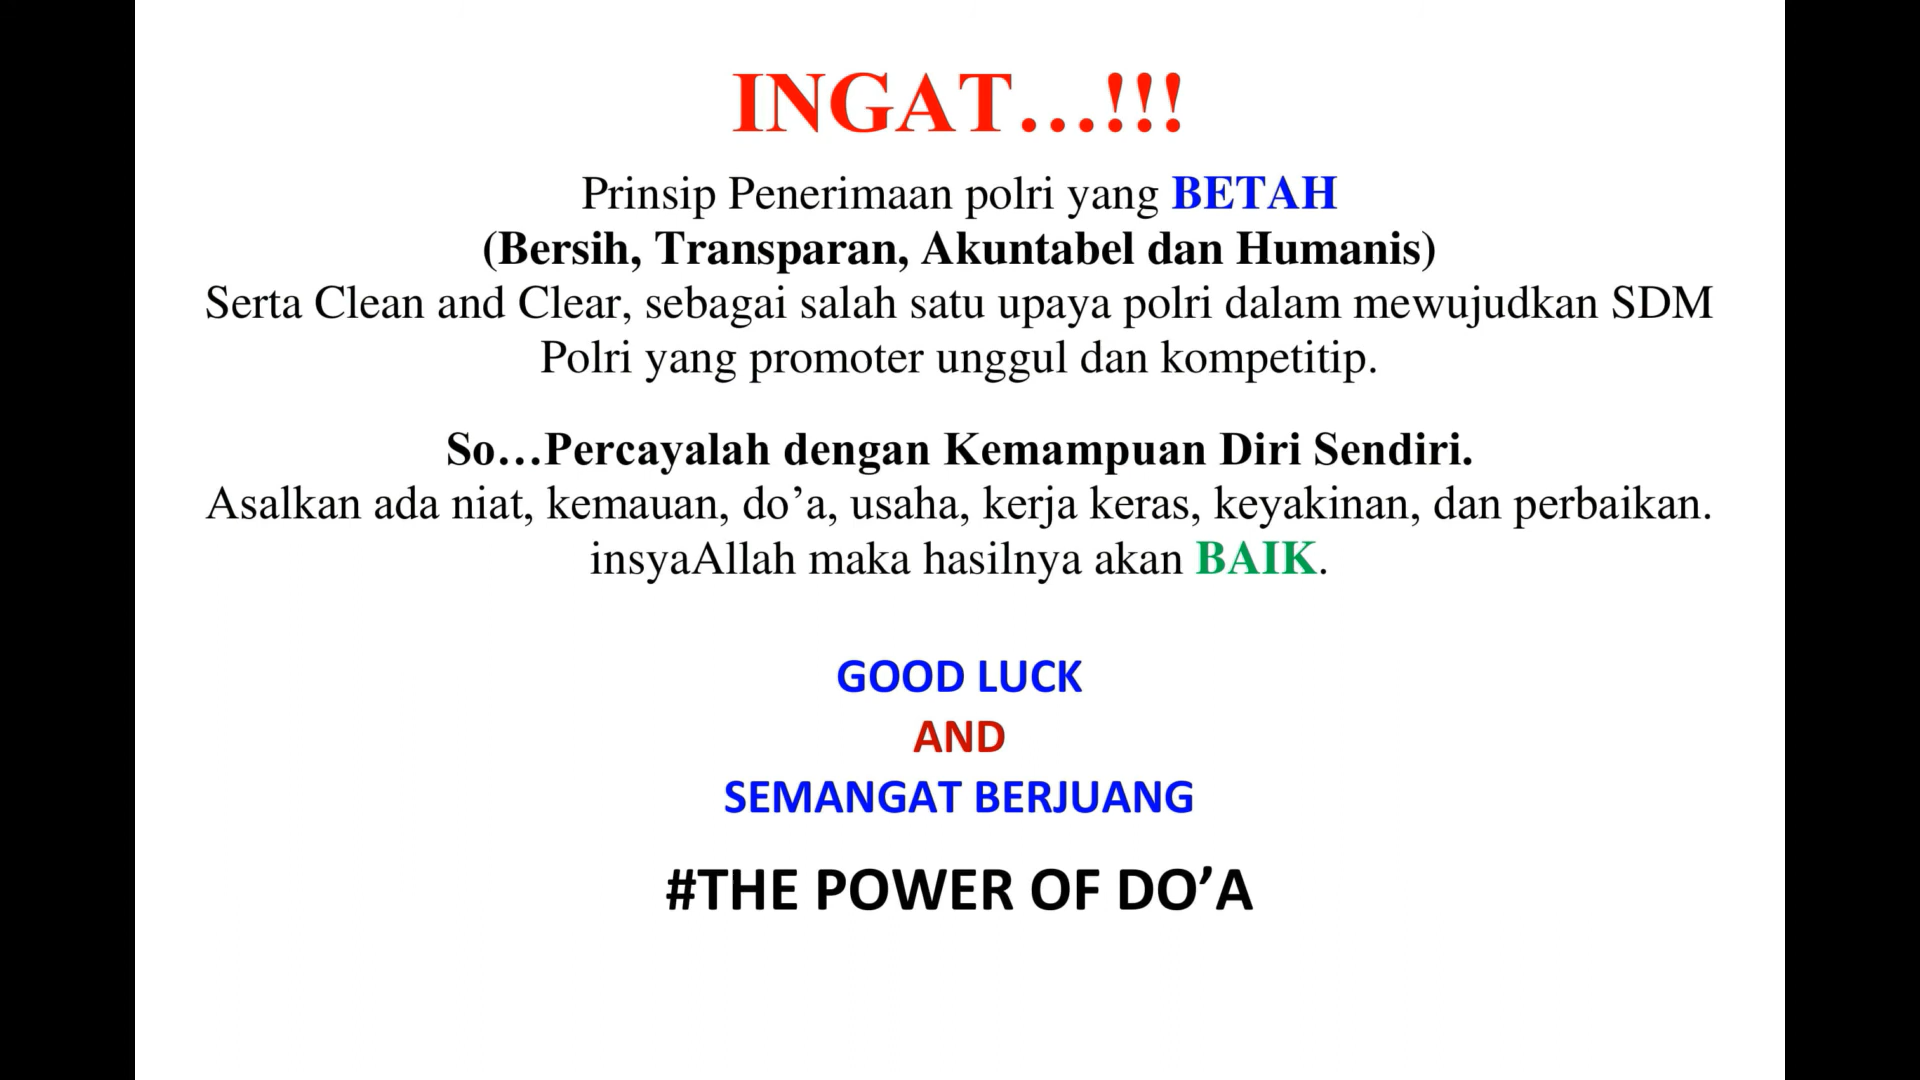 INGAT…!!!
Prinsip Penerimaan polri yang BETAH
(Bersih, Transparan, Akuntabel dan Humanis)
Serta Clean and Clear, sebagai salah satu upaya polri dalam mewujudkan SDM
Polri yang promoter unggul dan kompetitip.
So…Percayalah dengan Kemampuan Diri Sendiri.
Asalkan ada niat, kemauan, do’a, usaha, kerja keras, keyakinan, dan perbaikan.
insyaAllah maka hasilnya akan BAIK.
GOOD LUCK
AND
SEMANGAT BERJUANG
#THE POWER OF DO’A